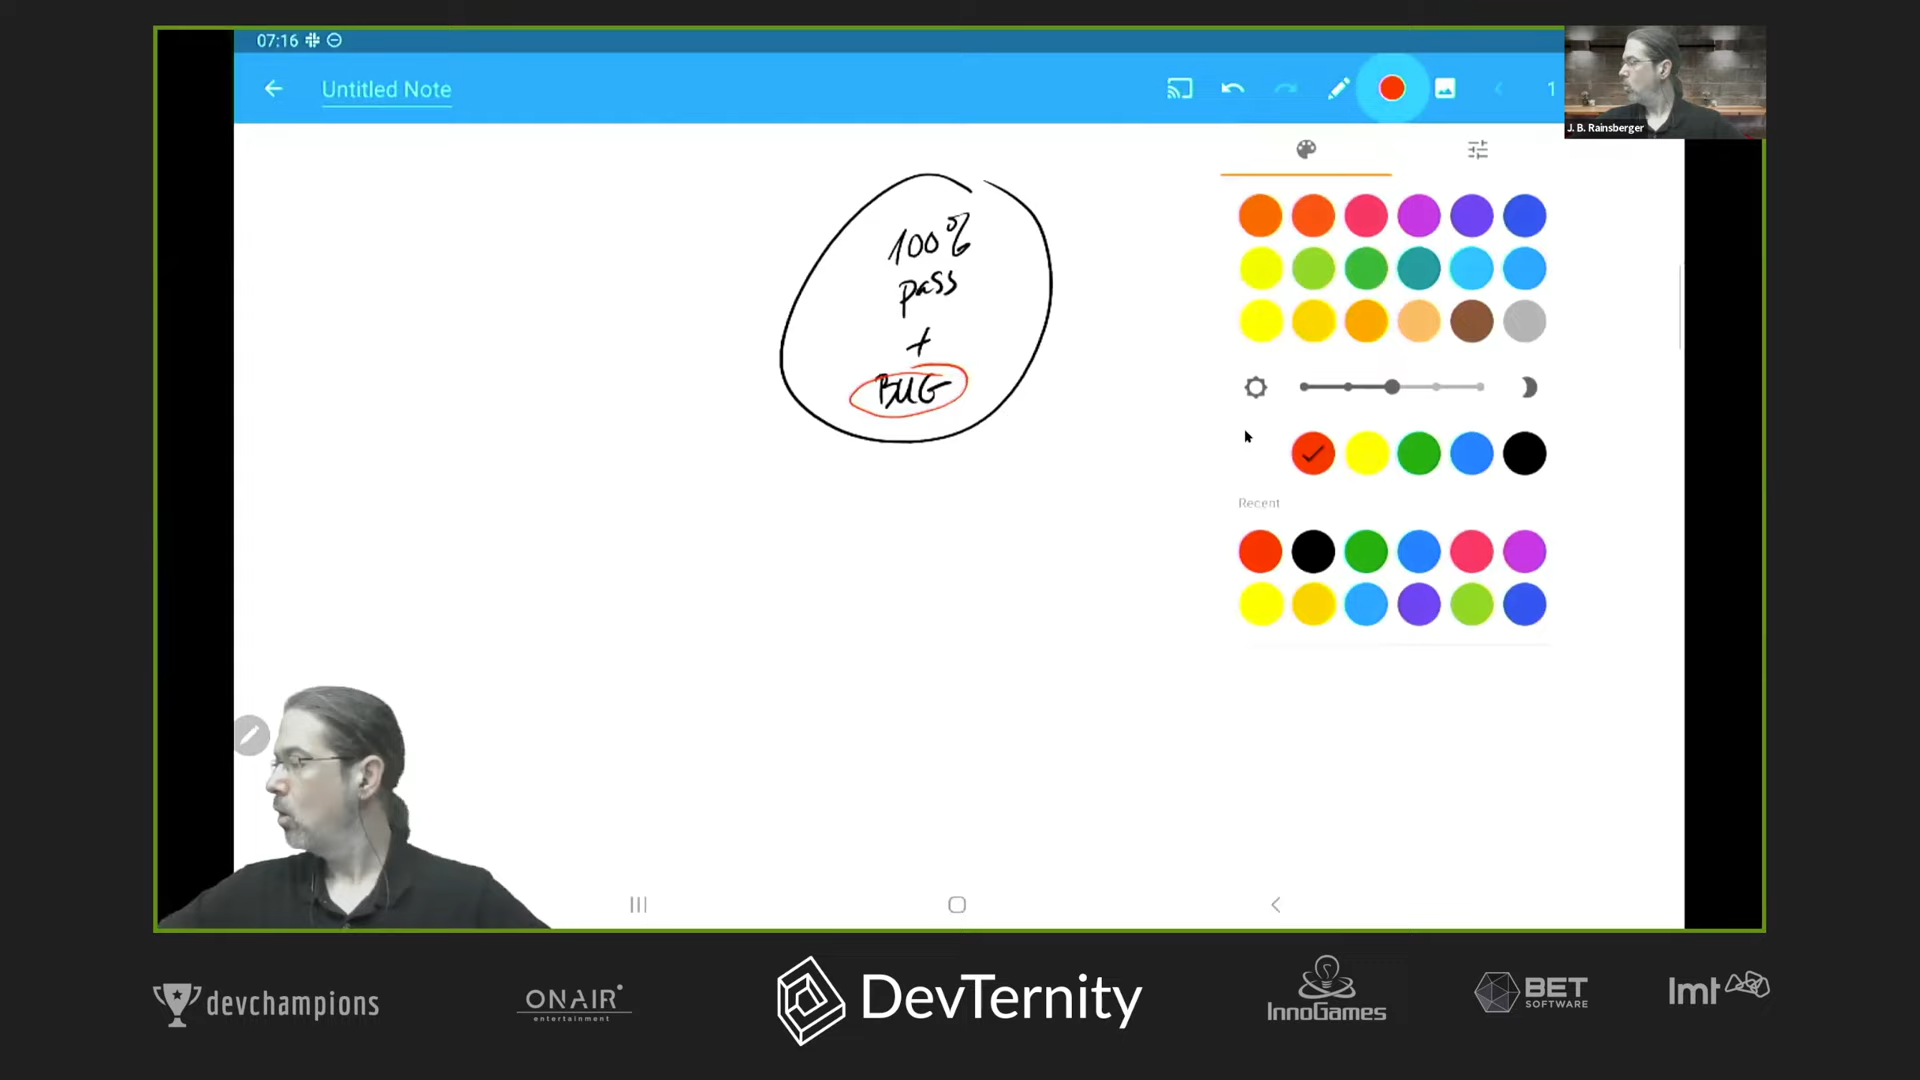 07:16
Untitled Note
1
J. B. Rainsberger
100%
pass
+
BUG
Recent
devchampions
ONAIR
entertainment
DevTernity
InnoGames
BET
SOFTWARE
lmt